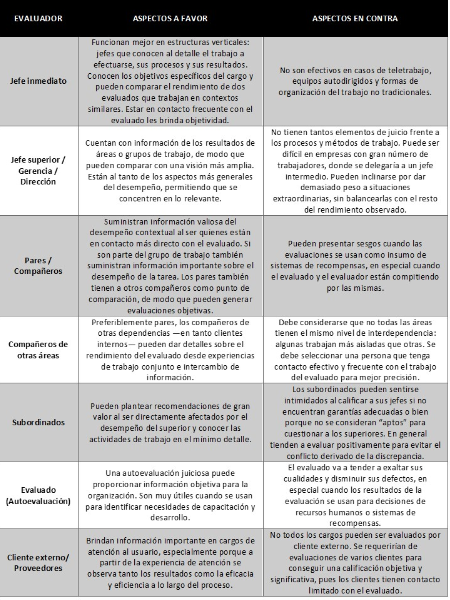 EVALUADOR
ASPECTOS A FAVOR
ASPECTOS EN CONTRA
Jefe inmediato
Funcionan mejor en estructuras verticales:
jefes que conocen al detalle el trabajo a
efectuarse, sus procesos y sus resultados.
Conocen los objetivos específicos del cargo y
pueden comparar el rendimiento de dos
evaluados que trabajan en contextos
similares. Estar en contacto frecuente con el
evaluado les brinda objetividad.
No son efectivos en casos de teletrabajo,
equipos autodirigidos y formas de
organización del trabajo no tradicionales.
Jefe superior /
Gerencia /
Dirección
Cuentan con información de los resultados de
áreas o grupos de trabajo, de modo que
pueden comparar con una visión más amplia.
Están al tanto de los aspectos más generales
del desempeño, permitiendo que se
concentren en lo relevante.
No tienen tantos elementos de juicio frente a
los procesos y métodos de trabajo. Puede ser
difícil en empresas con gran número de
trabajadores, donde se delegaría a un jefe
intermedio. Pueden inclinarse por dar
demasiado peso a situaciones
extraordinarias, sin balancearlas con el resto
del rendimiento observado.
Pares /
Compañeros
Suministran información valiosa del
desempeño contextual al ser quienes están
en contacto más directo con el evaluado. Si
son parte del grupo de trabajo también
suministran información importante sobre el
desempeño de la tarea. Los pares también
tienen a otros compañeros como punto de
comparación, de modo que pueden generar
evaluaciones objetivas.
Pueden presentar sesgos cuando las
evaluaciones se usan como insumo de
sistemas de recompensas, en especial cuando
el evaluado y el evaluador están compitiendo
por las mismas.
Compañeros de
otras áreas
Preferiblemente pares, los compañeros de
otras dependencias —en tanto clientes
internos— pueden dar detalles sobre el
rendimiento del evaluado desde experiencias
de trabajo conjunto e intercambio de
información.
Debe considerarse que no todas las áreas
tienen el mismo nivel de interdependencia:
algunas trabajan más aisladas que otras. Se
debe seleccionar una persona que tenga
contacto efectivo y frecuente con el trabajo
del evaluado para mejor precisión.
Subordinados
Pueden plantear recomendaciones de gran
valor al ser directamente afectados por el
desempeño del superior y conocer las
actividades de trabajo en el mínimo detalle.
Los subordinados pueden sentirse
intimidados al calificar a sus jefes si no
encuentran garantías adecuadas o bien
porque no se consideran “aptos” para
cuestionar a los superiores. En general
tienden a evaluar positivamente para evitar el
conflicto derivado de la discrepancia.
Evaluado
(Autoevaluación)
Una autoevaluación juiciosa puede
proporcionar información objetiva para la
organización. Son muy útiles cuando se usan
para identificar necesidades de capacitación y
desarrollo.
El evaluado va a tender a exaltar sus
cualidades y disminuir sus defectos, en
especial cuando los resultados de la
evaluación se usan para decisiones de
recursos humanos o sistemas de
recompensas.
Cliente externo/
Proveedores
Brindan información importante en cargos de
atención al usuario, especialmente porque a
partir de la experiencia de atención se
observa tanto los resultados como la eficacia
y eficiencia a lo largo del proceso.
No todos los cargos pueden ser evaluados por
cliente externo. Se requerirían de
evaluaciones de varios clientes para
conseguir una calificación objetiva y
significativa, pues los clientes tienen contacto
limitado con el evaluado.